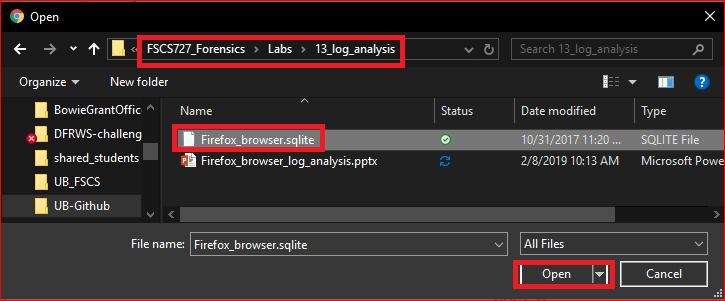 Open
« FSCS727_Forensics > Labs > 13_log_analysis
Search 13_log_analysis
Organize New folder
Name Status Date modified Type
BowieGrantOffic
DFRWS-challeng
shared_students
UB_FSCS
UB-Github
Firefox_browser.sqlite 10/31/2017 11:20 ... SQLITE File
Firefox_browser_log_analysis.pptx 2/8/2019 10:13 AM Microsoft Pow
File name: Firefox_browser.sqlite All Files
Open Cancel